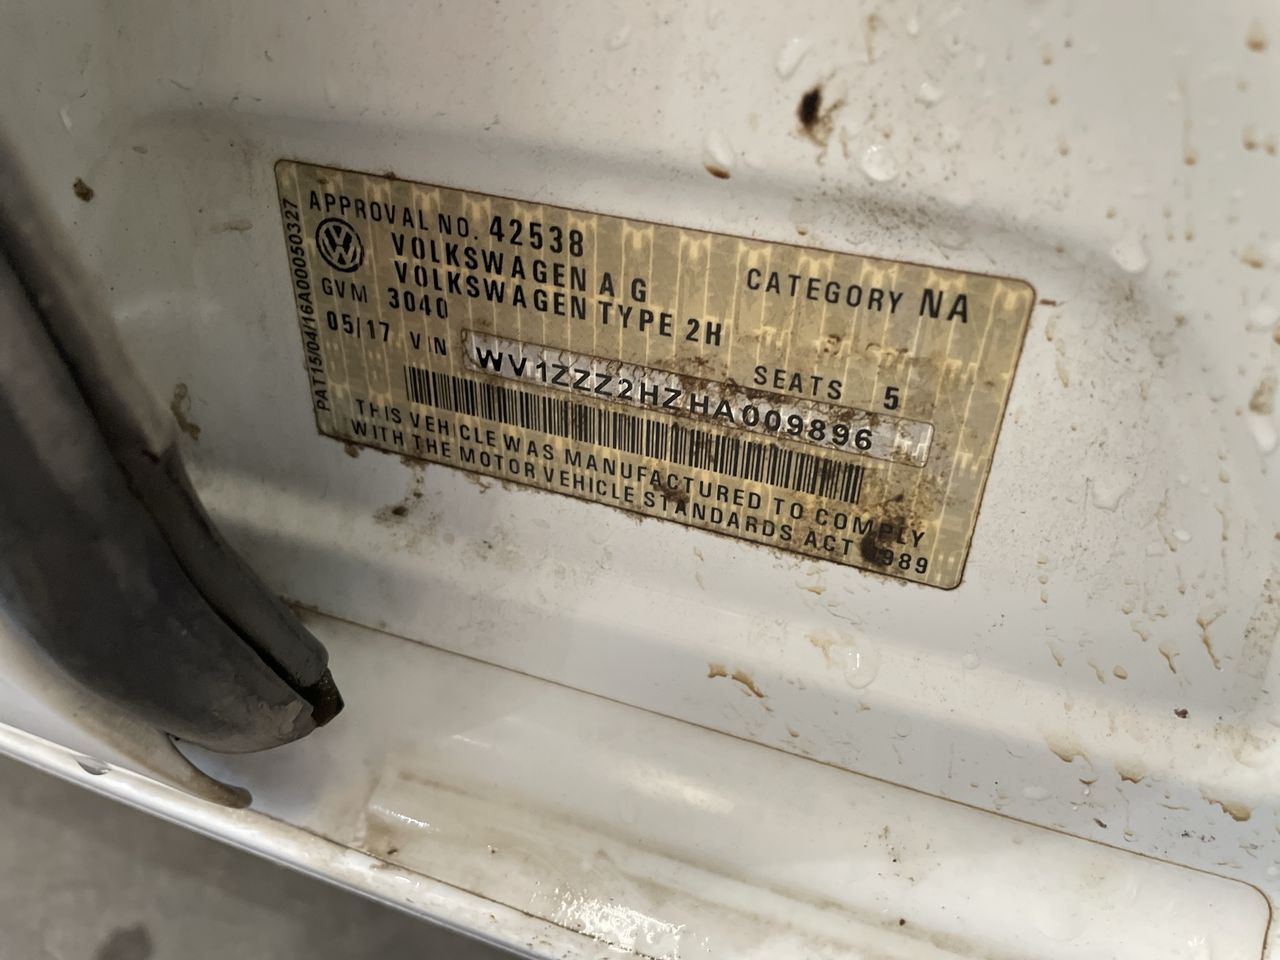 APPROVAL NO. 42538
CATEGORY NA
VOLKSWAGEN A G
VOLKSWAGEN TYPE 2H
GVM 3040
SEATS 5
05/17 VIN WV1ZZZ2HZHA009896
THIS VEHICLE WAS MANUFACTURED TO COMPLY
WITH THE MOTOR VEHICLE STANDARDS ACT 1989
PAT15/04/16A00050327